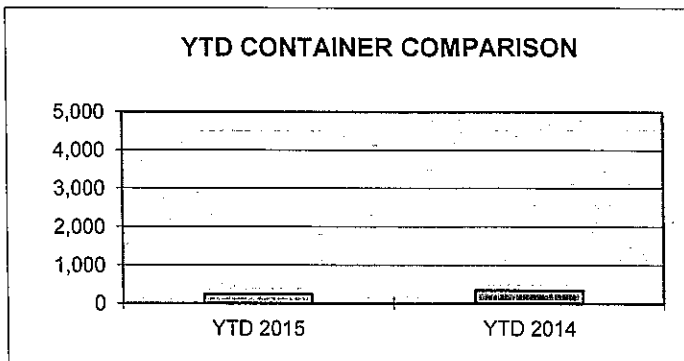 YTD CONTAINER COMPARISON
5,000
4,000
3,000
2,000
1,000
0
YTD 2015
YTD 2014